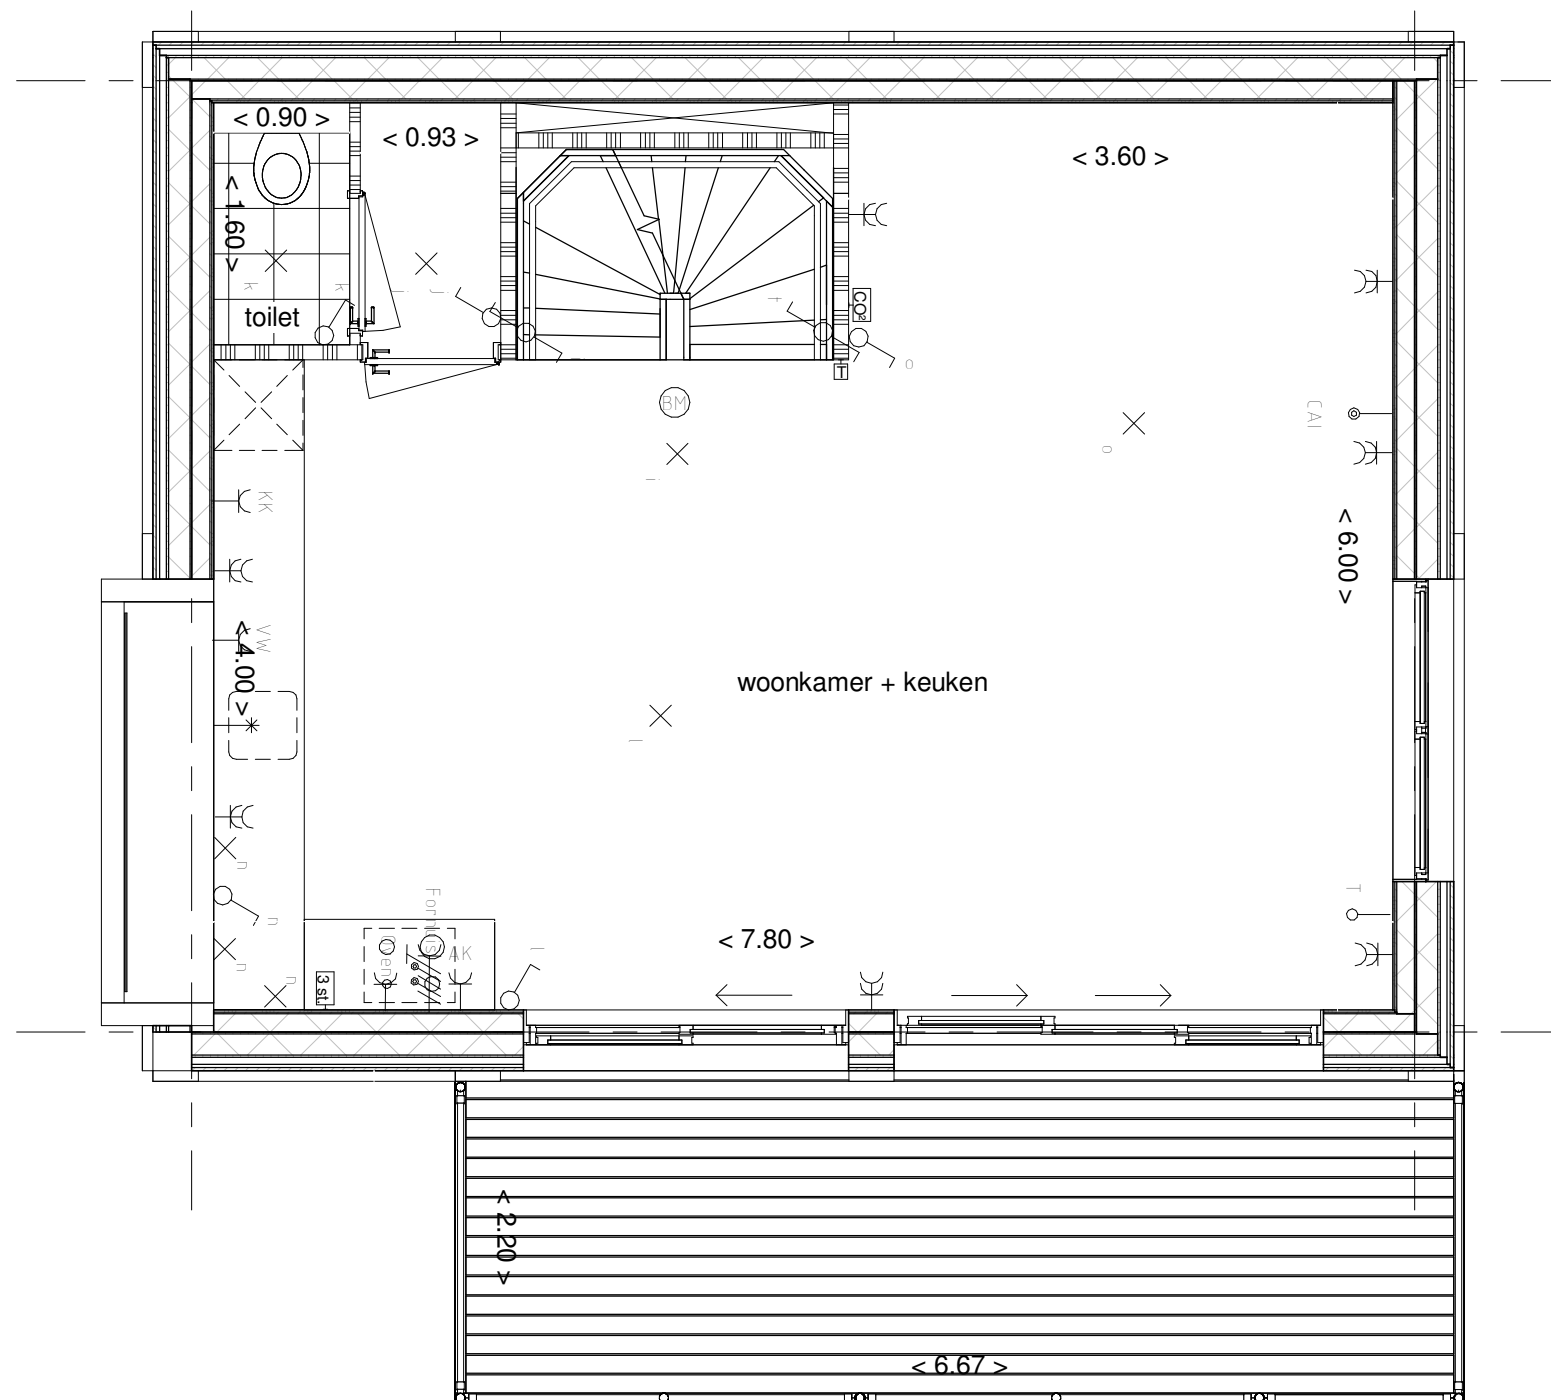 < 0.90 >
< 0.93 >
< 3.60 >
< 1.60 >
k
k
j
toilet
t
CO²
o
T
BM
CAI
o
KK
< 6.00 >
VW
< 4.00 >
woonkamer + keuken
l
n
T
n
Fornuis
< 7.80 >
Oven
AK
l
n
n
3 st.
< 2.20 >
< 6.67 >